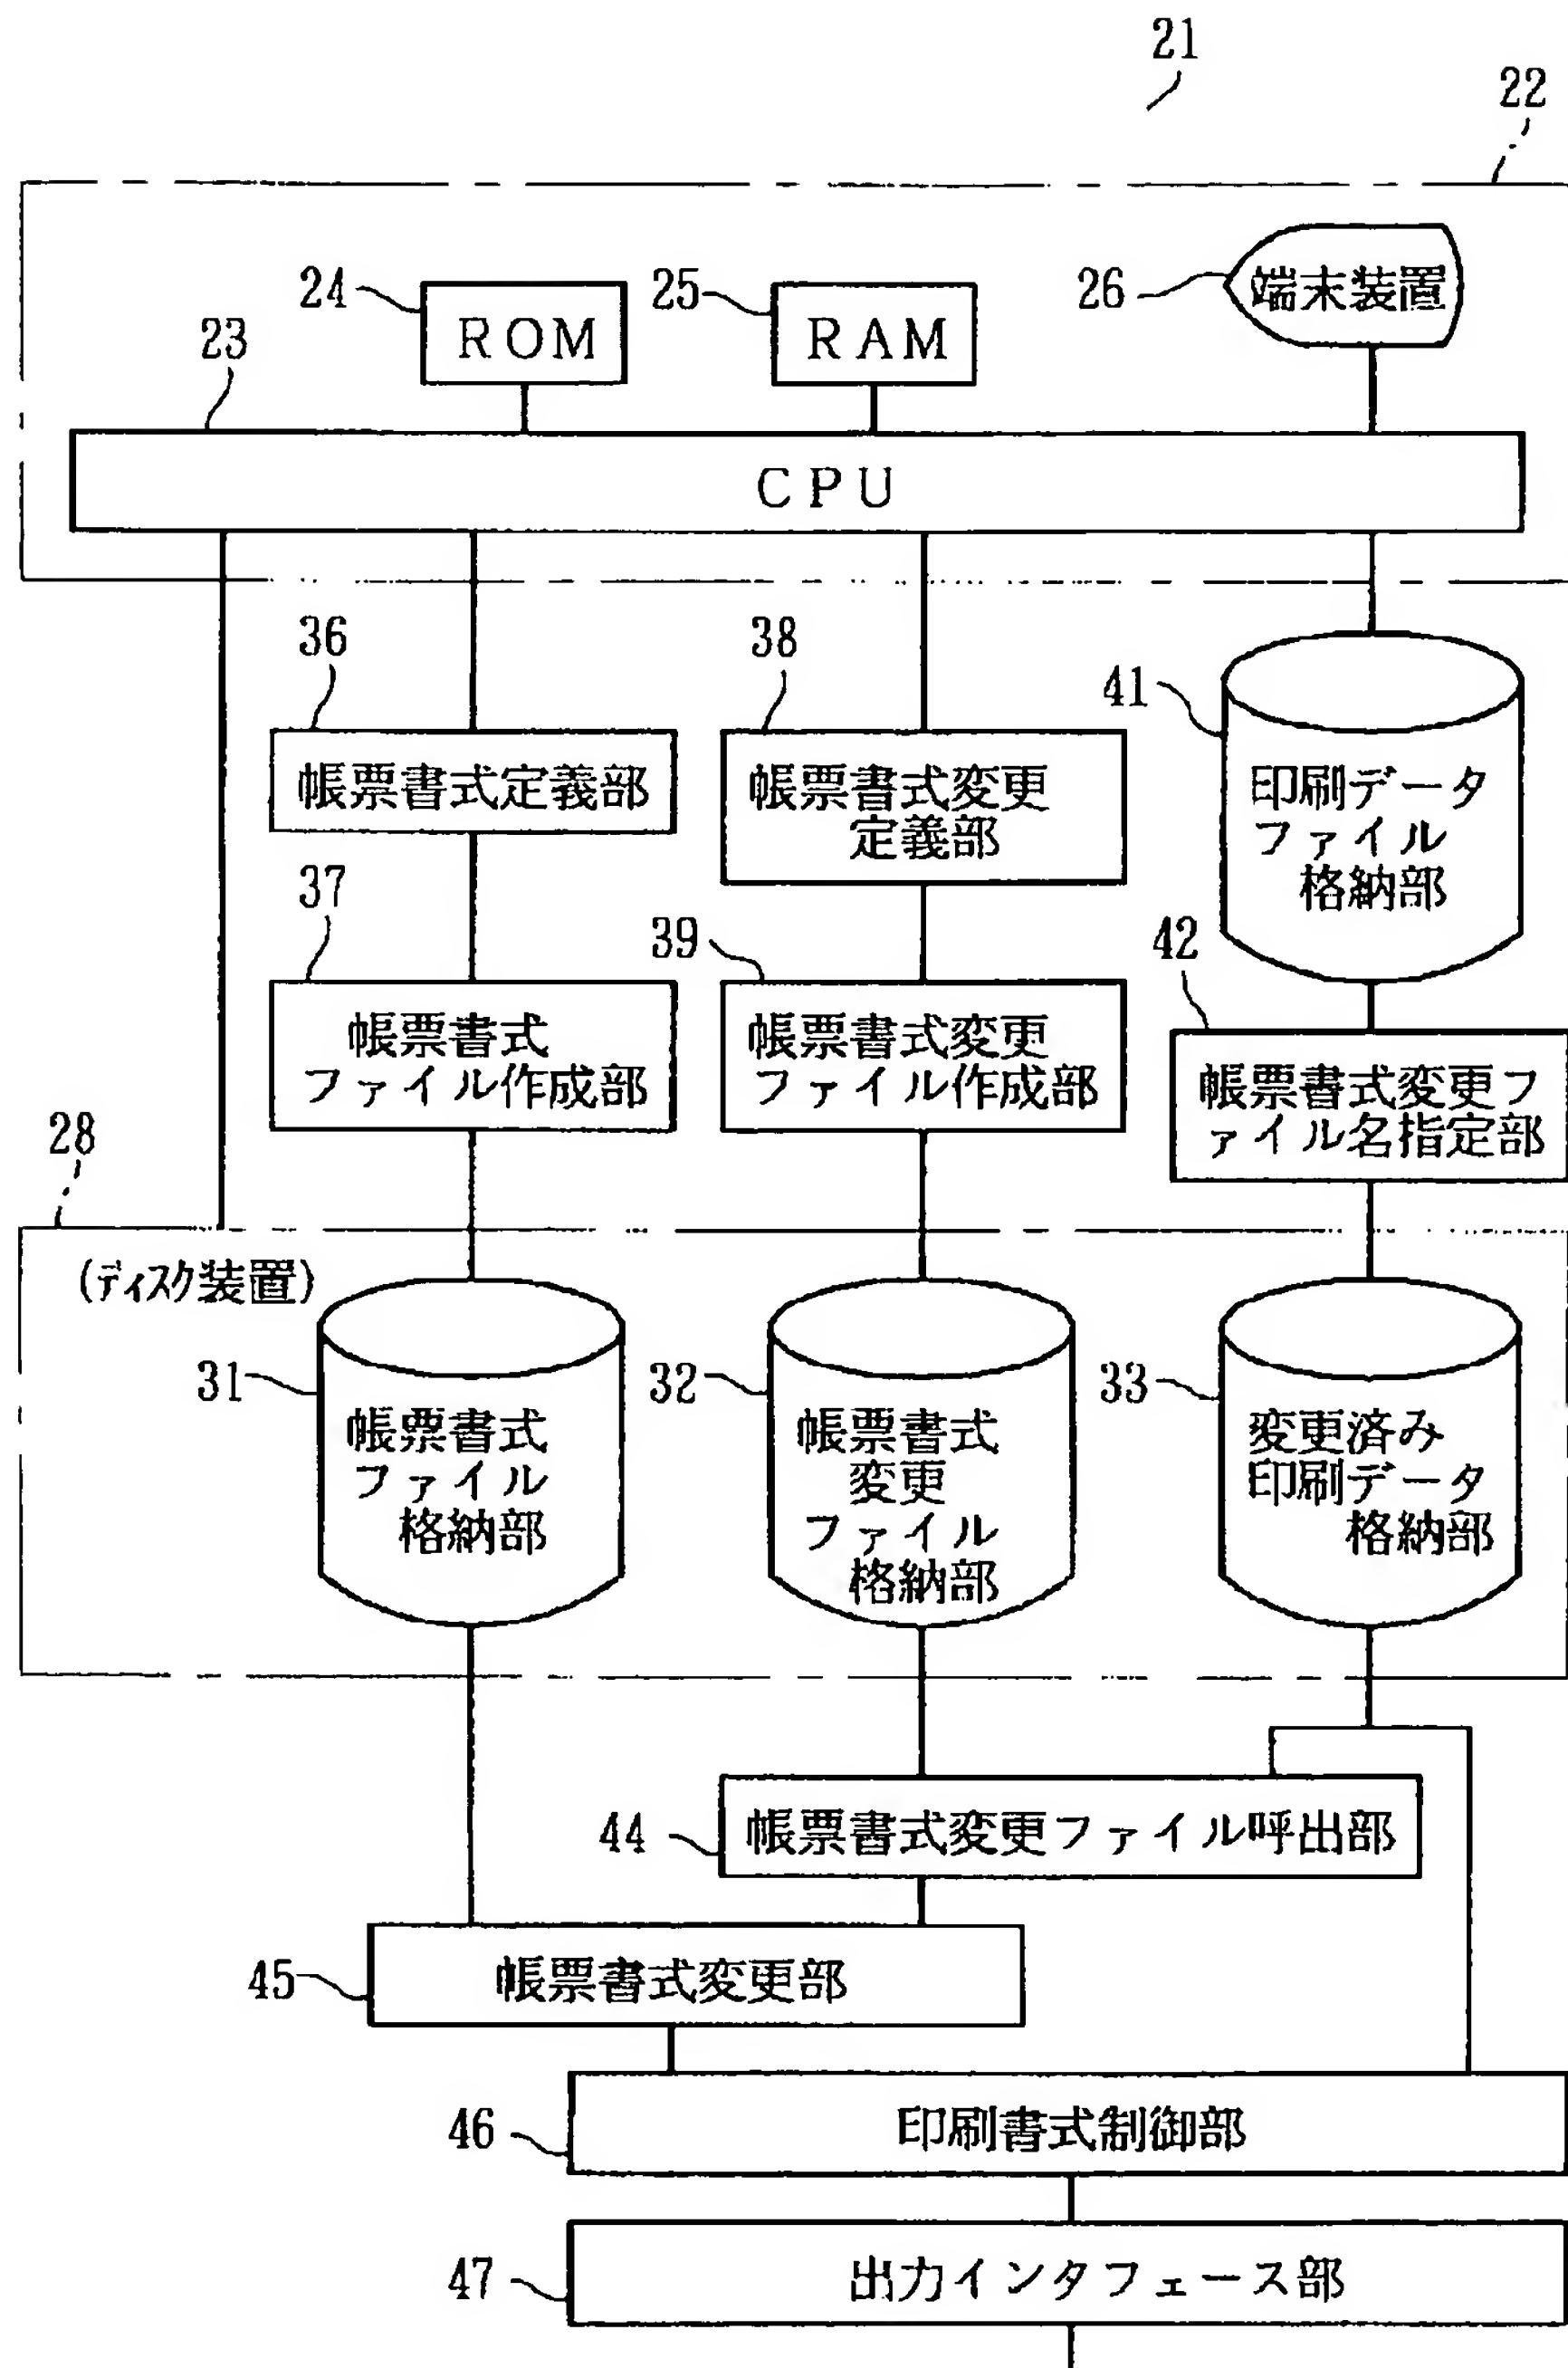 21
22
24
ROM
25
RAM
26
端末装置
23
CPU
36
帳票書式定義部
38
帳票書式変更
定義部
41
印刷データ
ファイル
格納部
37
帳票書式
ファイル作成部
39
帳票書式変更
ファイル作成部
42
帳票書式変更フ
ァイル名指定部
28
(ディスク装置)
31
帳票書式
ファイル
格納部
32
帳票書式
変更
ファイル
格納部
33
変更済み
印刷データ
格納部
44
帳票書式変更ファイル呼出部
45
帳票書式変更部
46
印刷書式制御部
47
出力インタフェース部